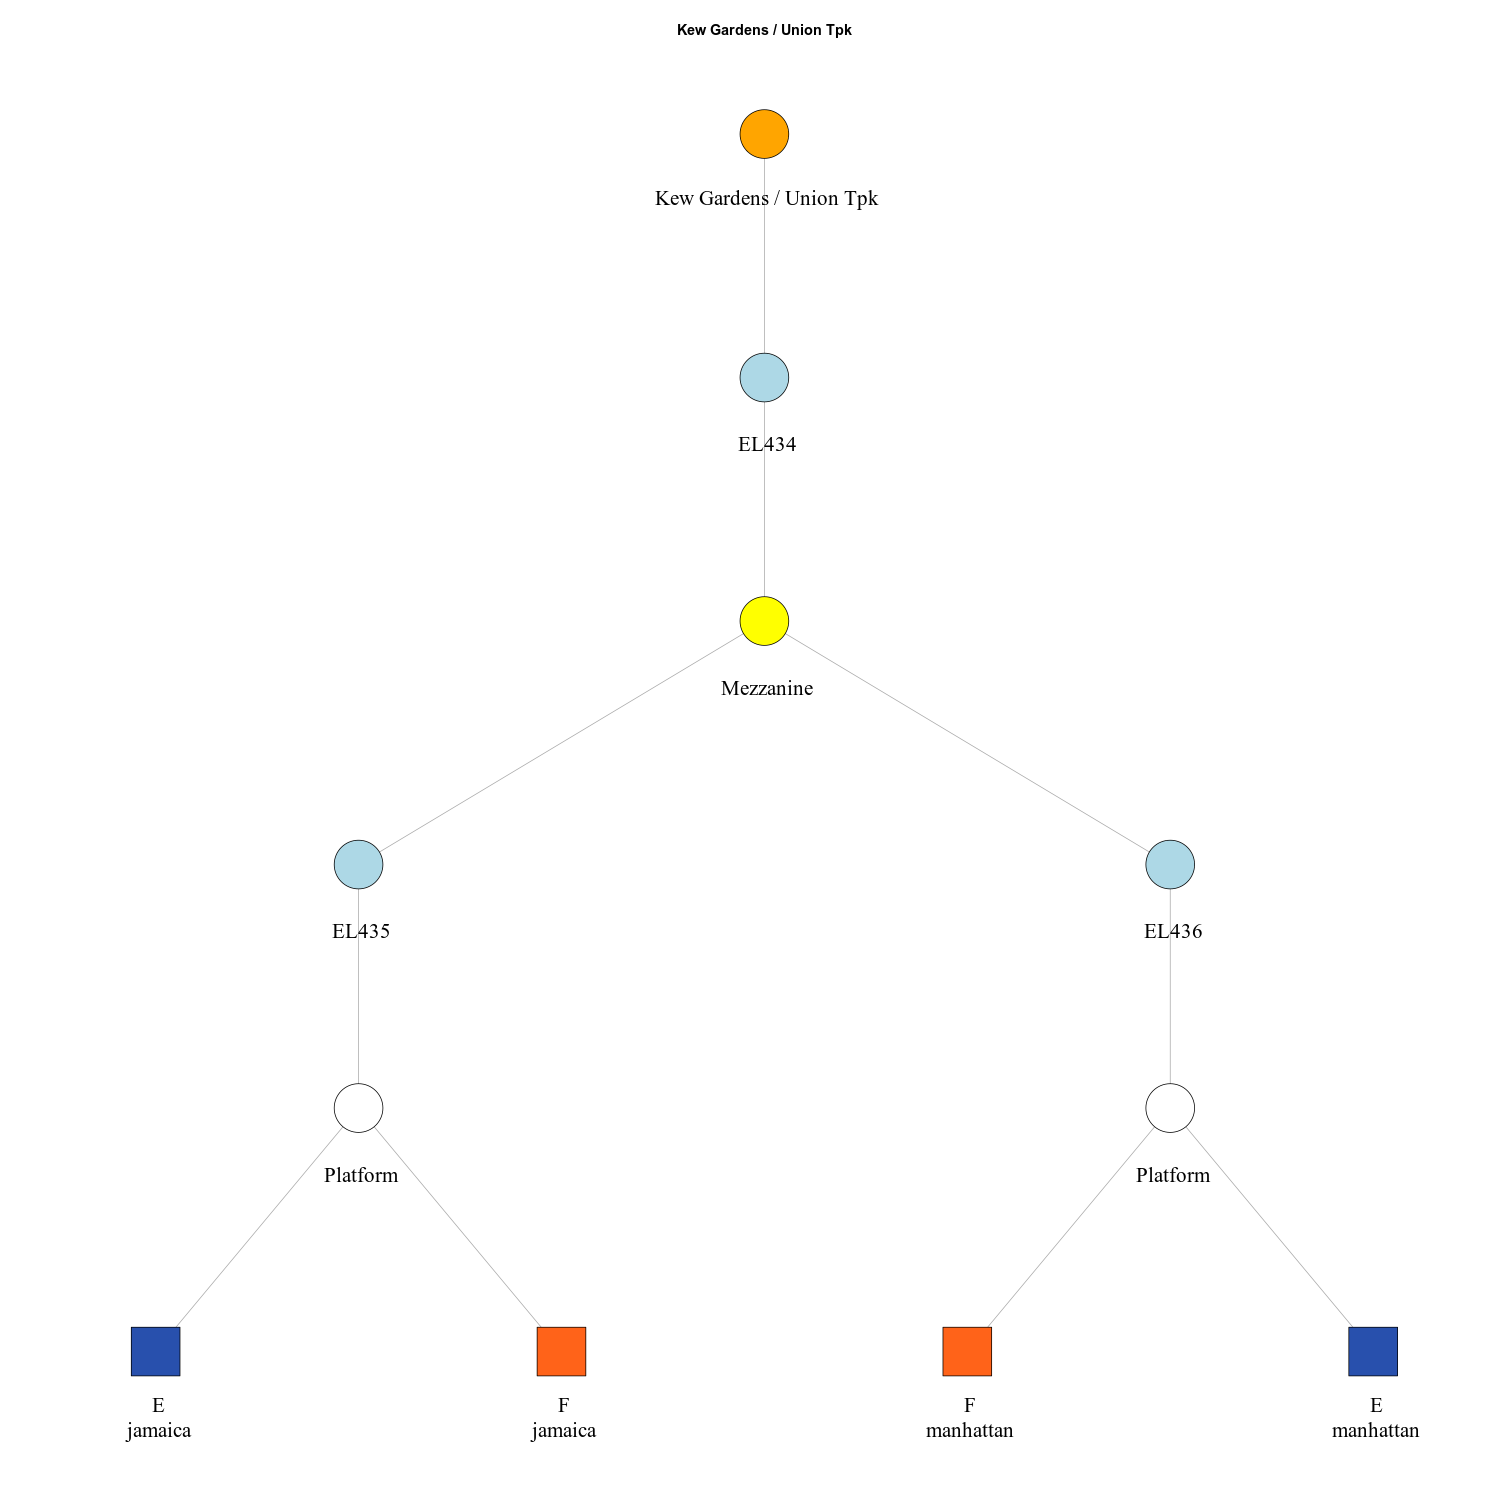 Kew Gardens / Union Tpk
Kew Gardens / Union Tpk
EL434
Mezzanine
EL435
EL436
Platform
Platform
E
jamaica
F
jamaica
F
manhattan
E
manhattan